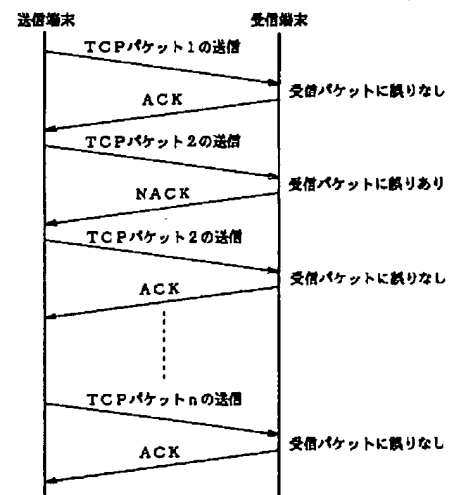 送信端末
受信端末
TCPパケット1の送信
受信パケットに誤りなし
ACK
TCPパケット2の送信
受信パケットに誤りあり
NACK
TCPパケット2の送信
受信パケットに誤りなし
ACK
TCPパケットnの送信
受信パケットに誤りなし
ACK